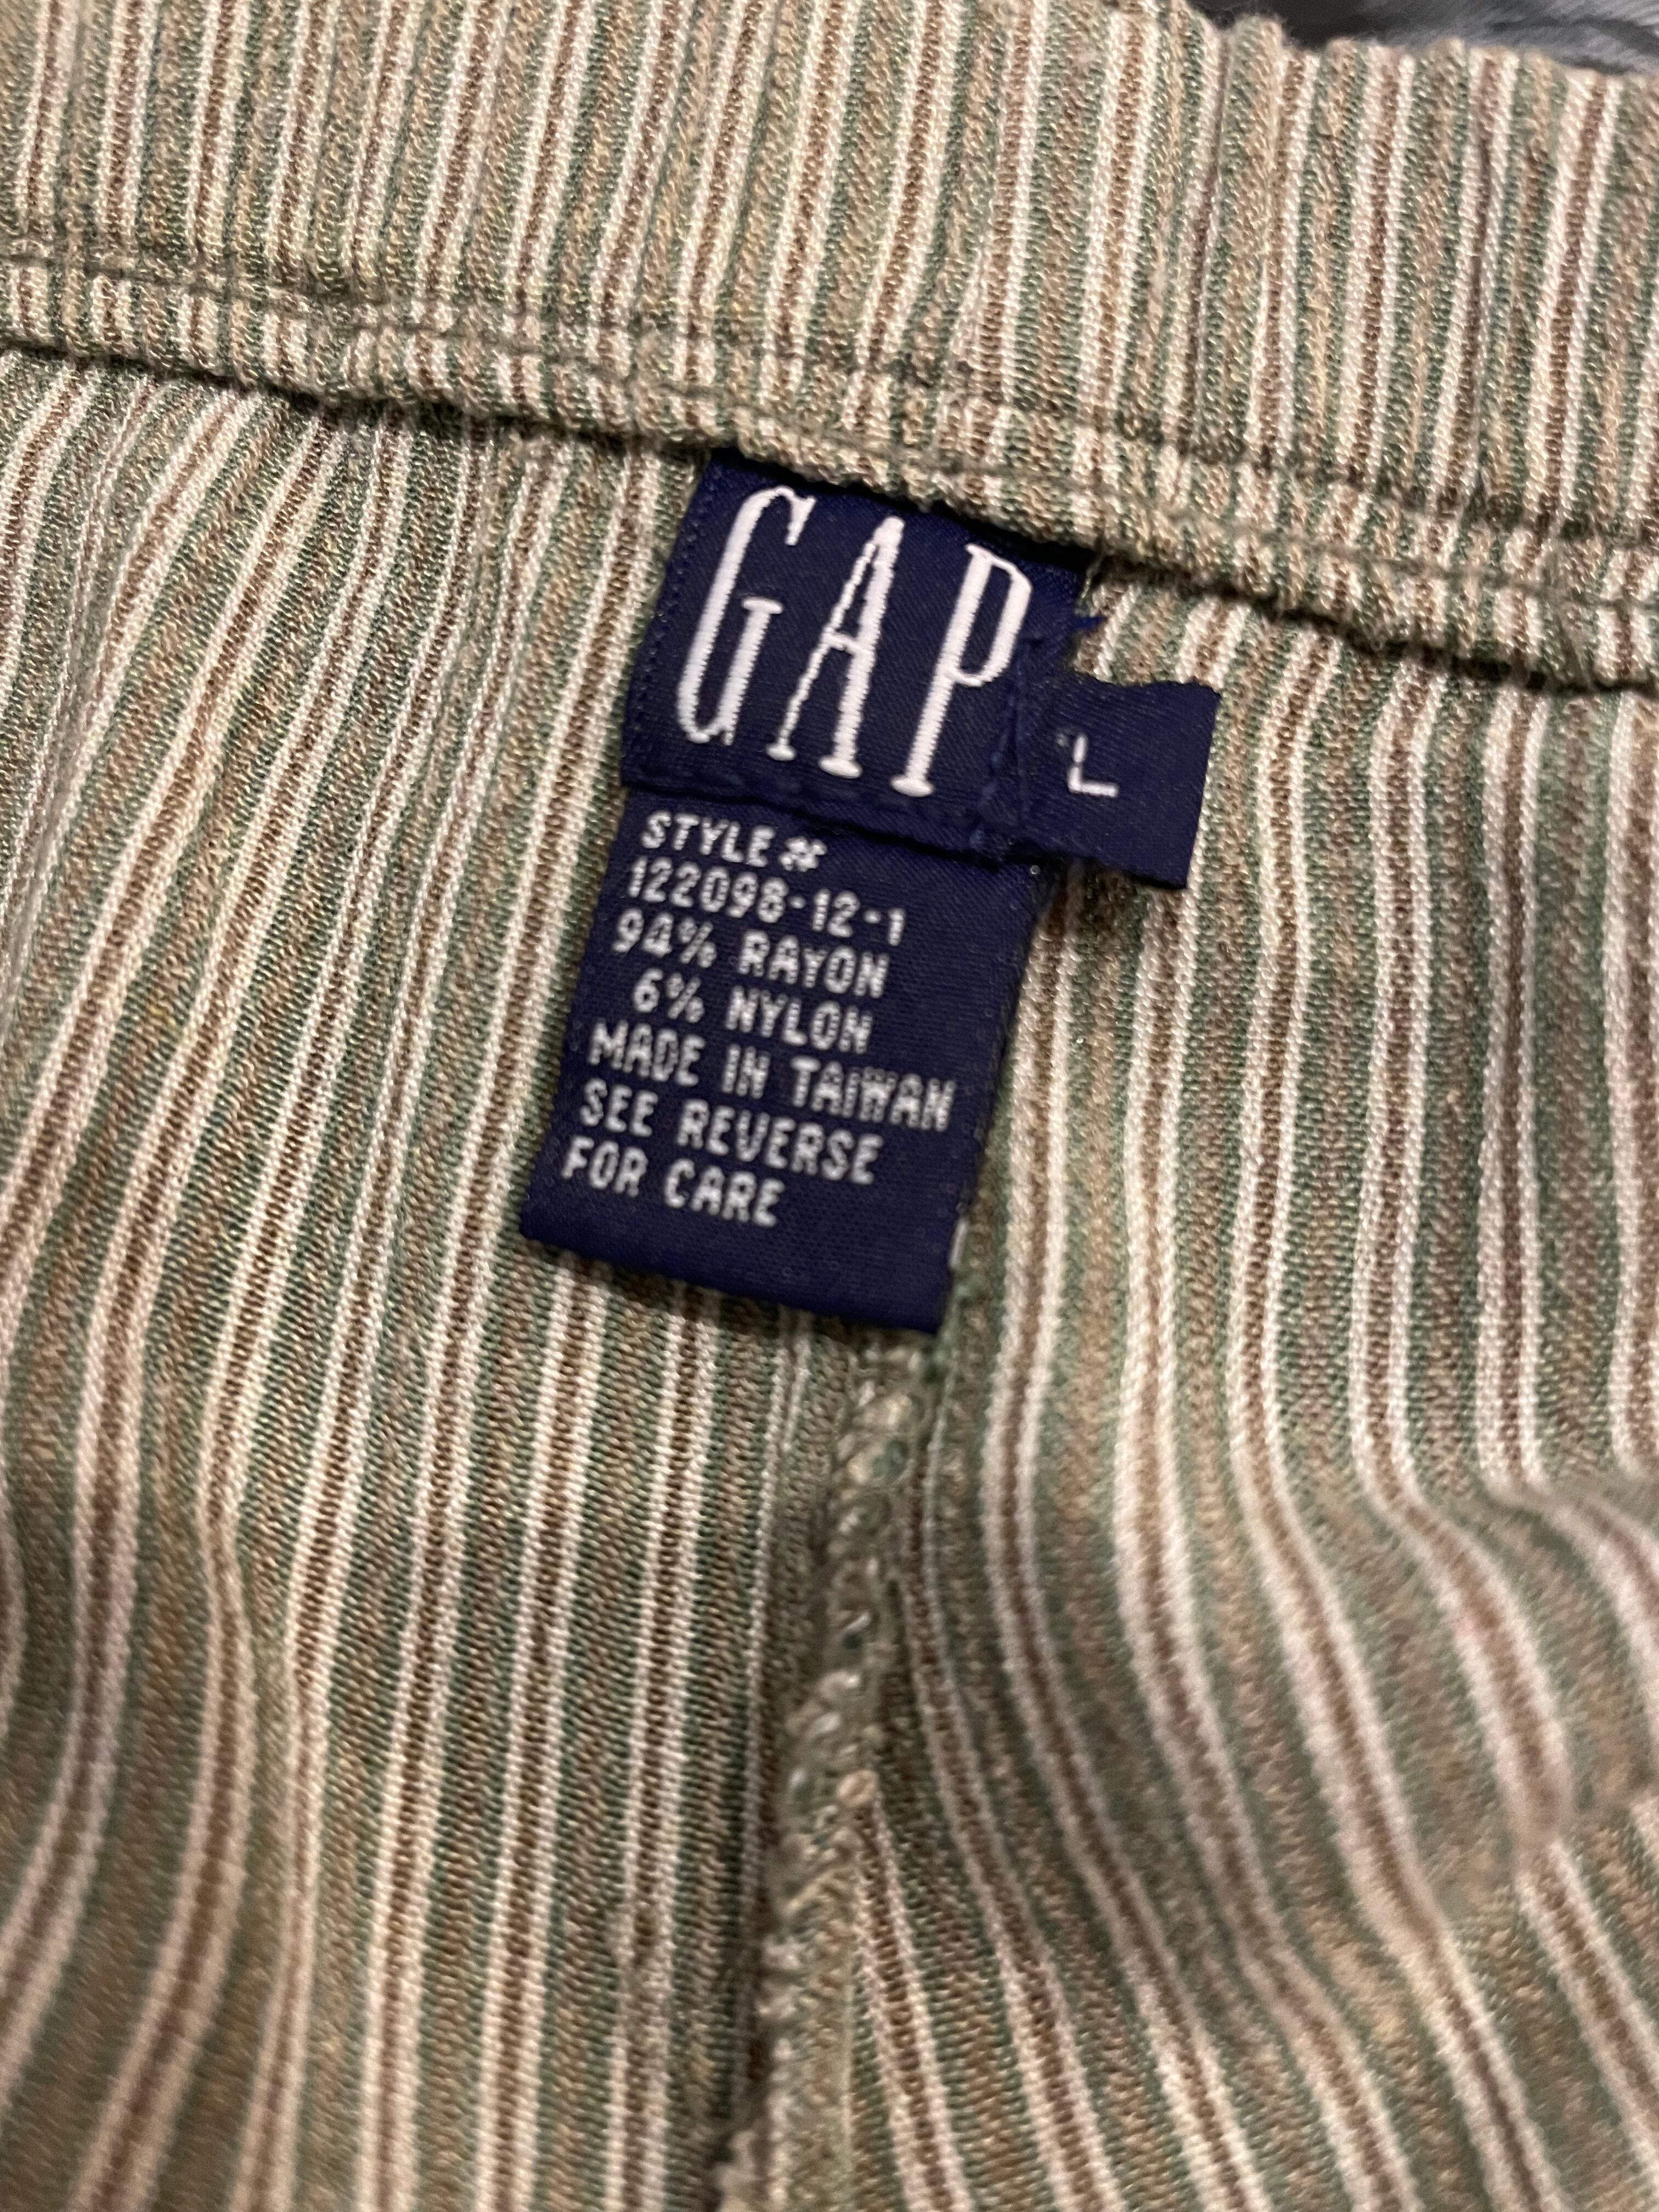 GAP
L
STYLE #
122098-12-1
94% RAYON
6% NYLON
MADE IN TAIWAN
SEE REVERSE
FOR CARE